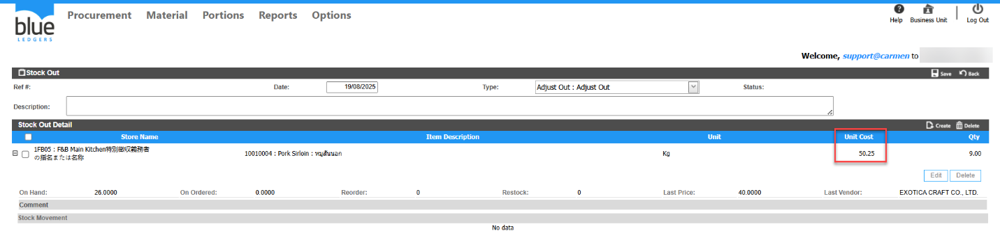 blue
LEDGERS
Procurement Material Portions Reports Options
Help Business Unit Log Out
Welcome, support@carmen to
Stock Out Save Back
Ref #: Date: 19/08/2025 Type: Adjust Out : Adjust Out Status:
Description:
Stock Out Detail Create Delete
Store Name Item Description Unit Unit Cost Qty
1FB05 : F&B Main Kitchen特別徴収義務者
の指名または名称
10010004 : Pork Sirloin : หมูสันนอก Kg 50.25 9.00
Edit Delete
On Hand: 26.0000 On Ordered: 0.0000 Reorder: 0 Restock: 0 Last Price: 40.0000 Last Vendor: EXOTICA CRAFT CO., LTD.
Comment
Stock Movement
No data